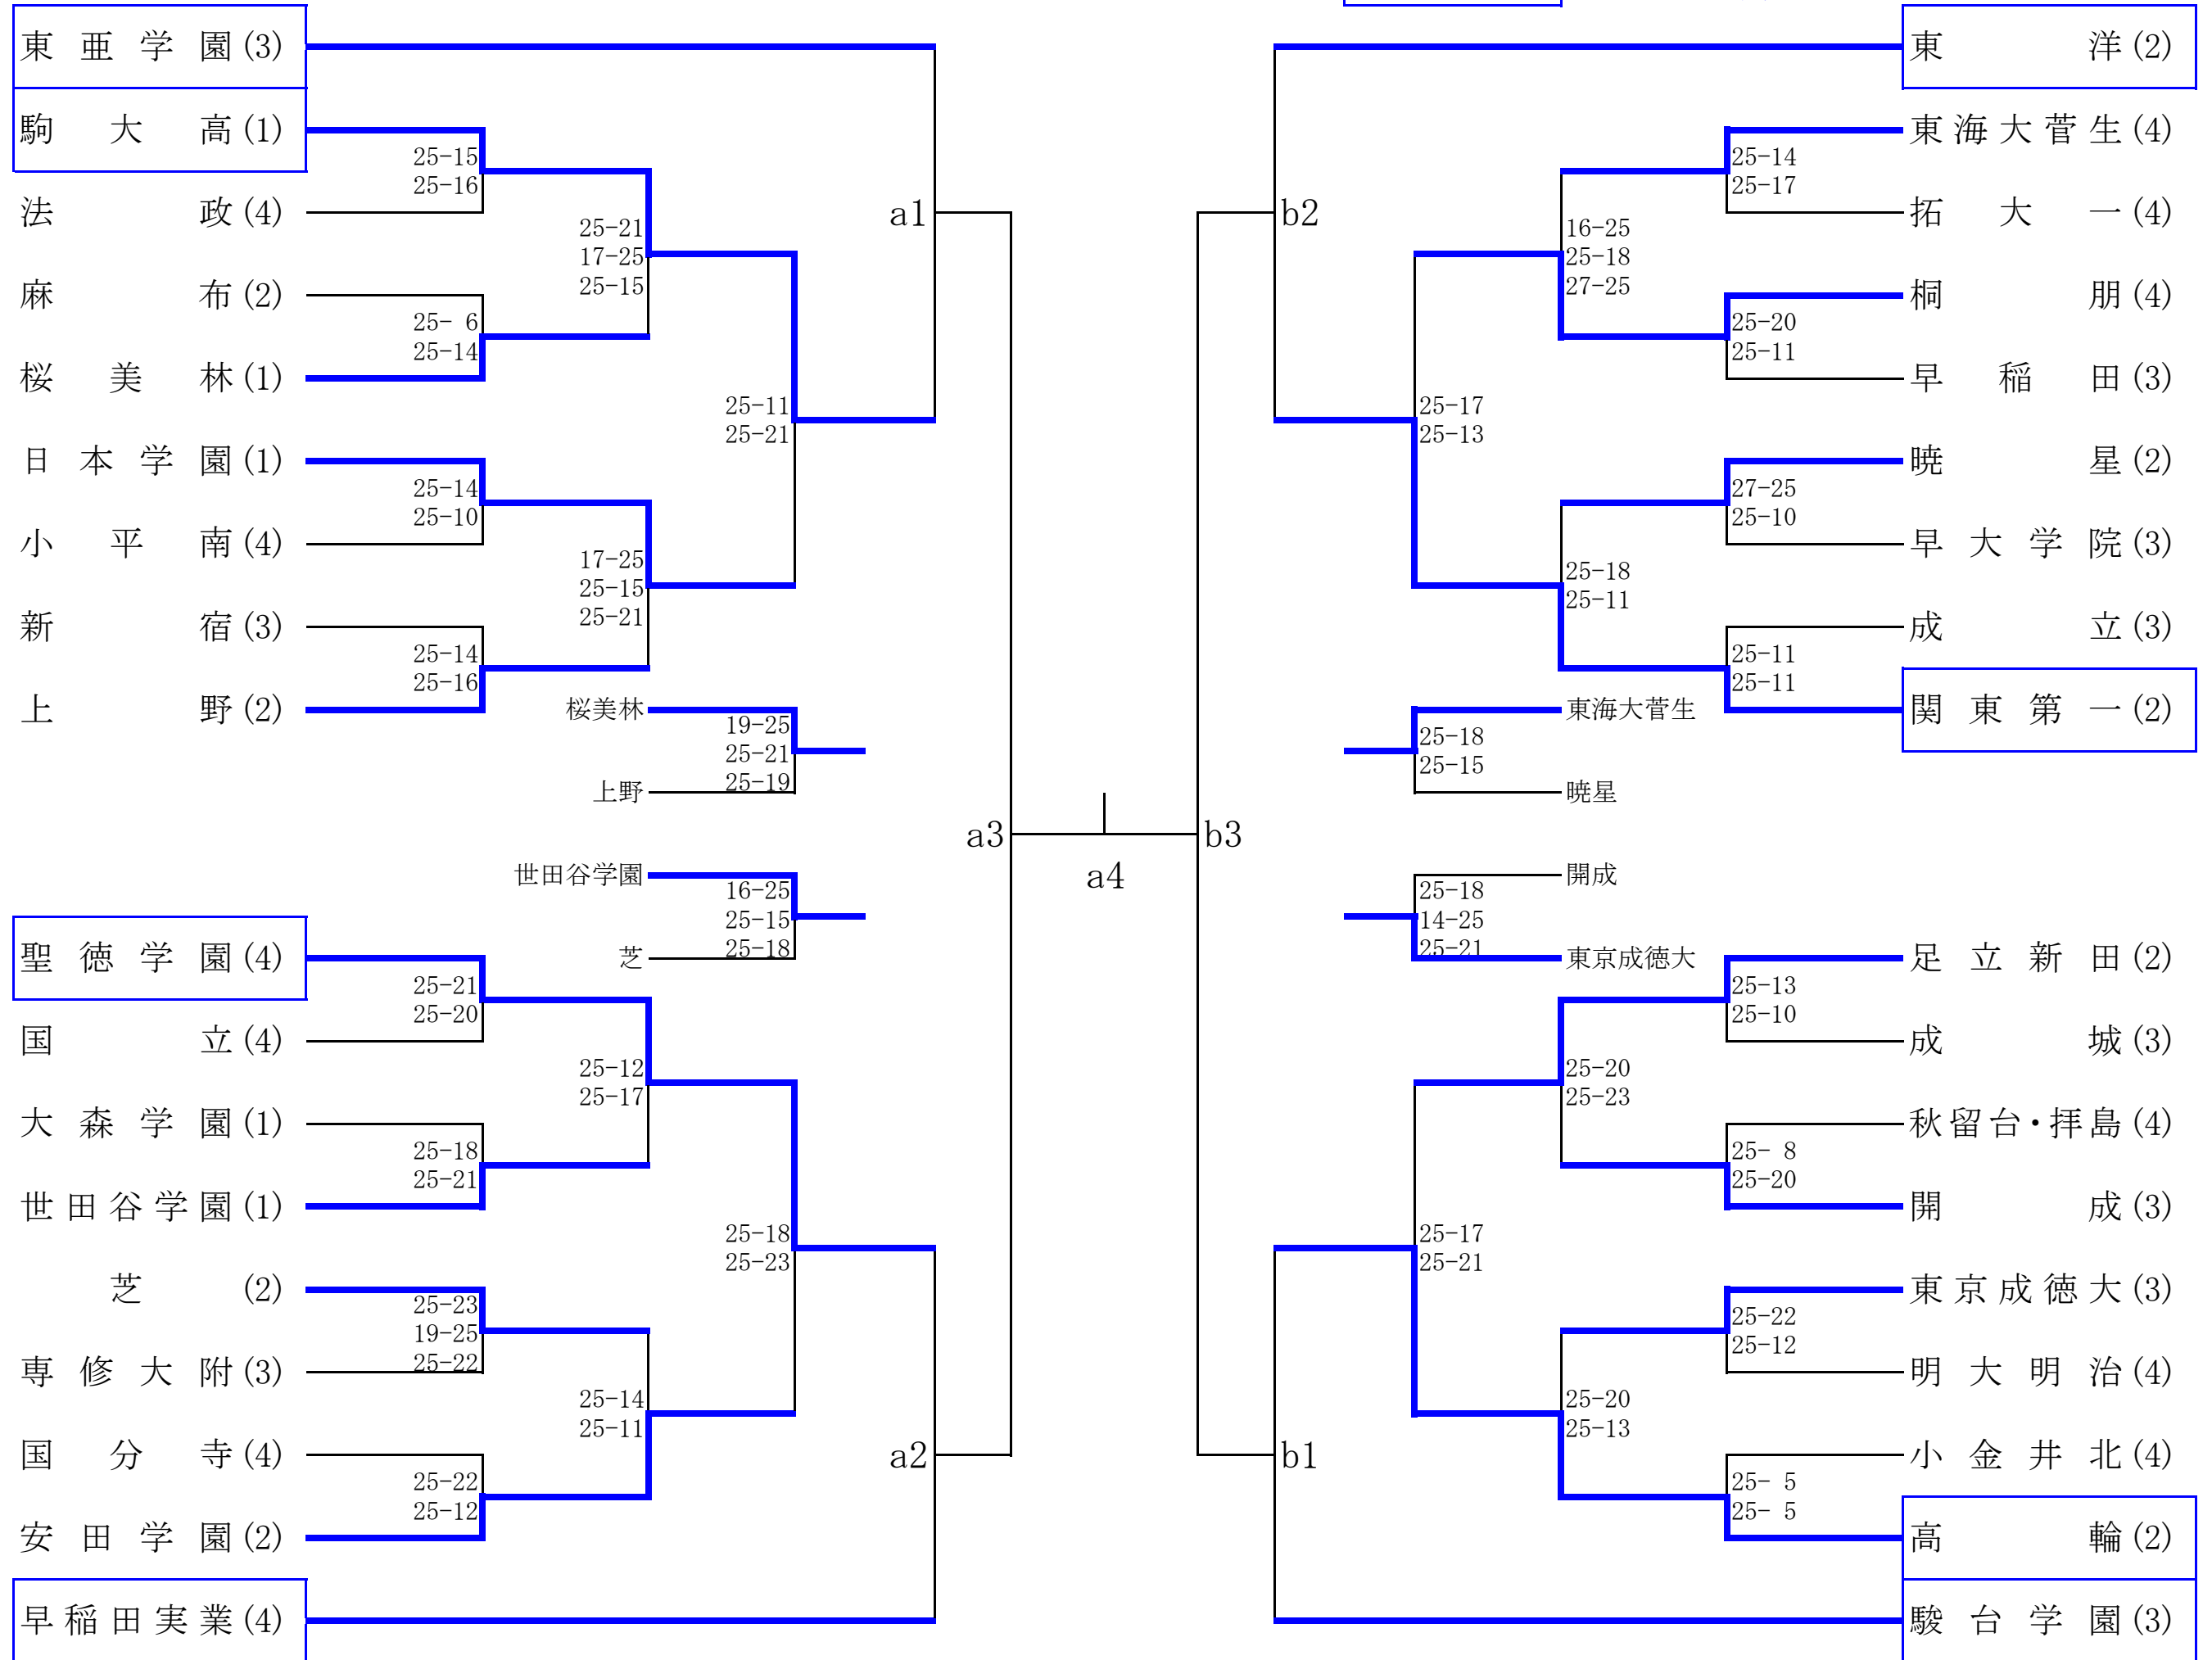 東亜学園(3)
駒大高(1)
25-15
25-16
法政(4)
a1
25-21
17-25
25-15
麻布(2)
25- 6
25-14
桜美林(1)
25-11
25-21
日本学園(1)
25-14
25-10
小平南(4)
17-25
25-15
25-21
新宿(3)
25-14
25-16
上野(2)
桜美林
19-25
25-21
25-19
上野
a3
世田谷学園
16-25
25-15
25-18
芝
聖徳学園(4)
25-21
25-20
国立(4)
25-12
25-17
大森学園(1)
25-18
25-21
世田谷学園(1)
25-18
25-23
芝(2)
25-23
19-25
25-22
専修大附(3)
25-14
25-11
国分寺(4)
a2
25-22
25-12
安田学園(2)
早稲田実業(4)
a4
東洋(2)
東海大菅生(4)
25-14
25-17
拓大一(4)
b2
16-25
25-18
27-25
桐朋(4)
25-20
25-11
早稲田(3)
25-17
25-13
暁星(2)
27-25
25-10
早大学院(3)
25-18
25-11
成立(3)
25-11
25-11
関東第一(2)
東海大菅生
25-18
25-15
暁星
b3
開成
25-18
14-25
25-21
東京成徳大
足立新田(2)
25-13
25-10
成城(3)
25-20
25-23
秋留台・拝島(4)
25- 8
25-20
開成(3)
25-17
25-21
東京成徳大(3)
25-22
25-12
明大明治(4)
25-20
25-13
小金井北(4)
b1
25- 5
25- 5
高輪(2)
駿台学園(3)